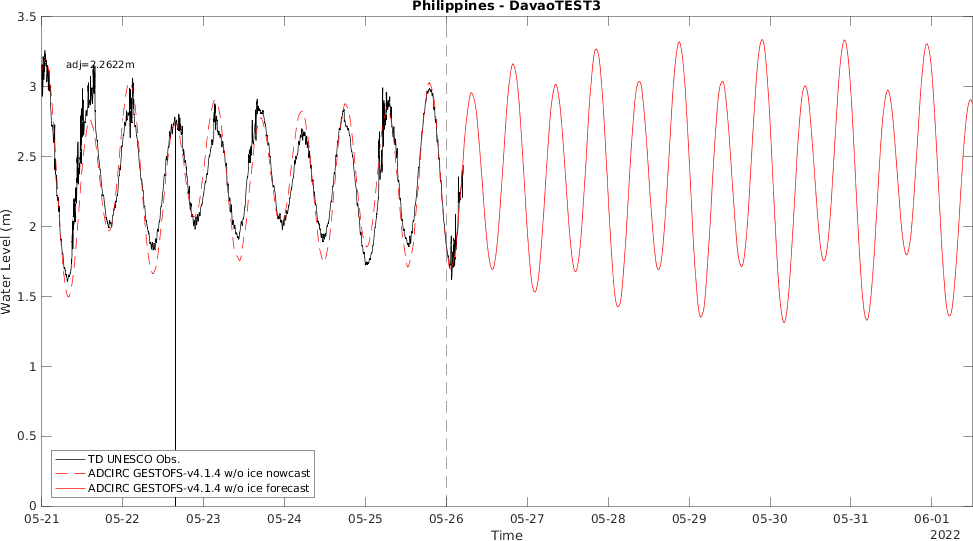 Philippines - DavaoTEST3
3.5
adj=2.2622m
3
2.5
2
1.5
1
0.5
0
Water Level (m)
TD UNESCO Obs.
ADCIRC GESTOFS-v4.1.4 w/o ice nowcast
ADCIRC GESTOFS-v4.1.4 w/o ice forecast
05-21 05-22 05-23 05-24 05-25 05-26 05-27 05-28 05-29 05-30 05-31 06-01
Time
2022